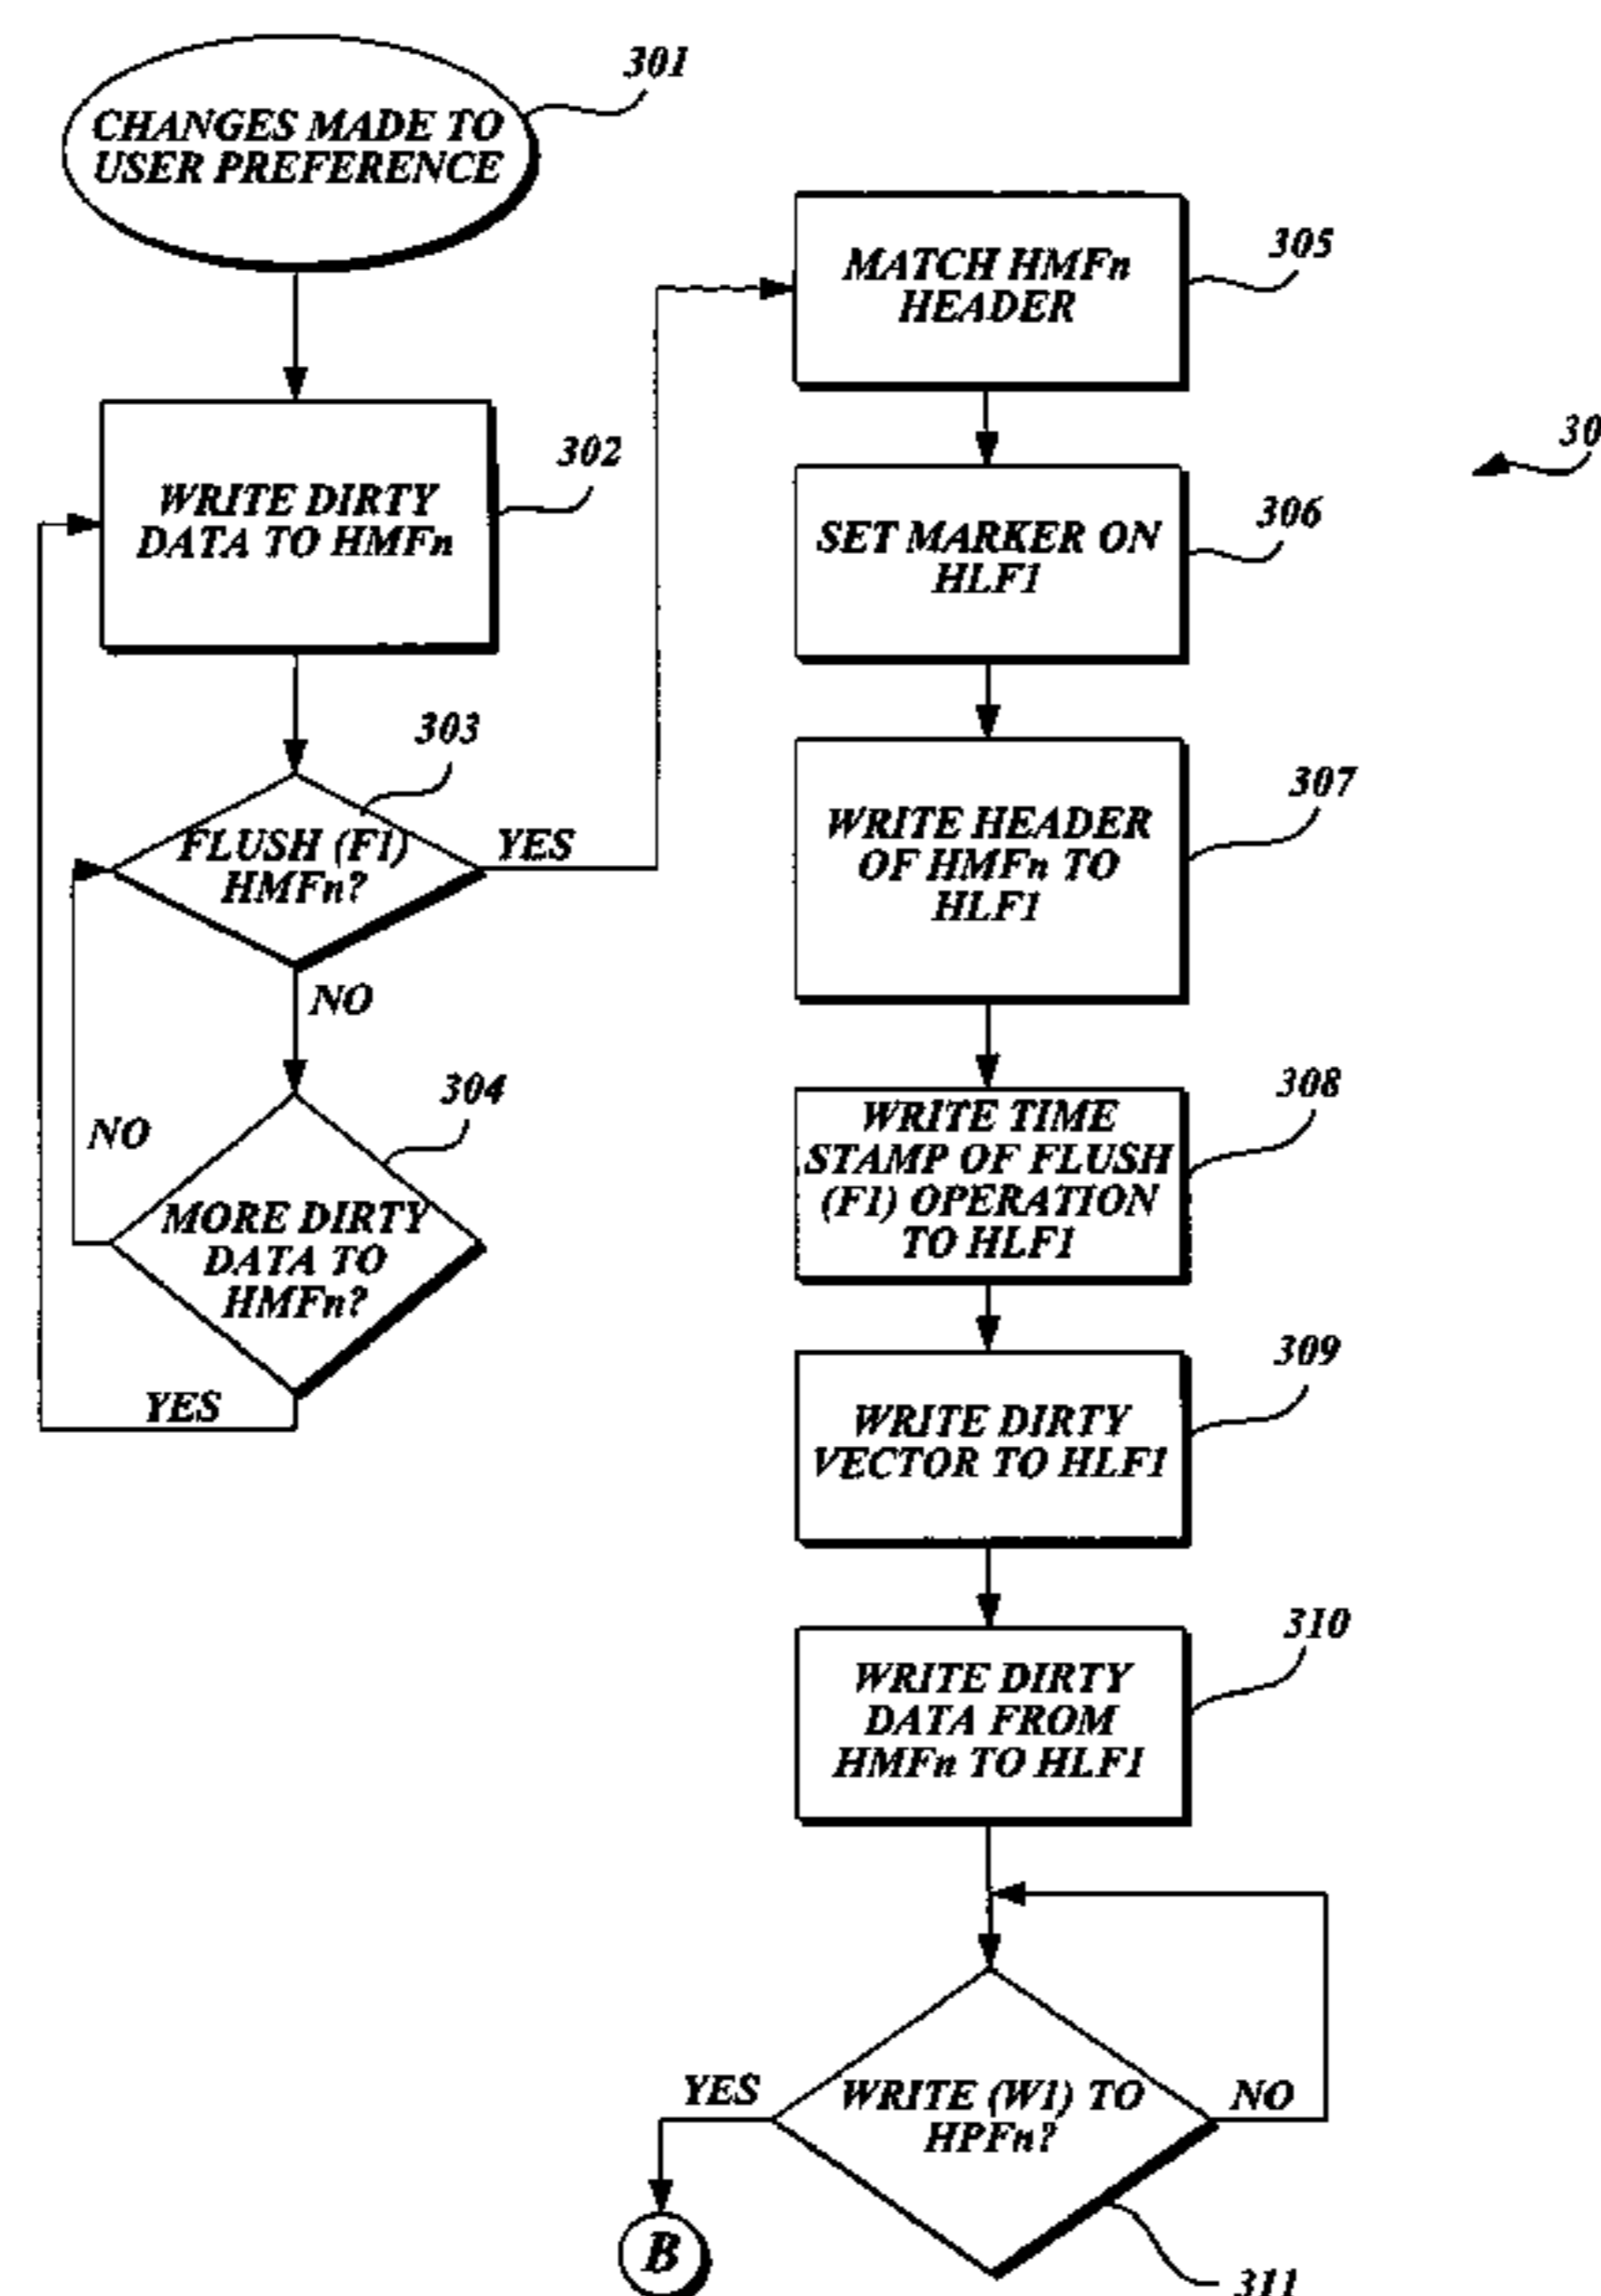 301
CHANGES MADE TO
USER PREFERENCE
302
WRITE DIRTY
DATA TO HMFn
303
FLUSH (F1)
HMFn?
YES
NO
304
NO
MORE DIRTY
DATA TO
HMFn?
YES
305
MATCH HMFn
HEADER
30
306
SET MARKER ON
HLF1
307
WRITE HEADER
OF HMFn TO
HLF1
308
WRITE TIME
STAMP OF FLUSH
(F1) OPERATION
TO HLF1
309
WRITE DIRTY
VECTOR TO HLF1
310
WRITE DIRTY
DATA FROM
HMFn TO HLF1
YES
WRITE (W1) TO
HPFn?
NO
B
311